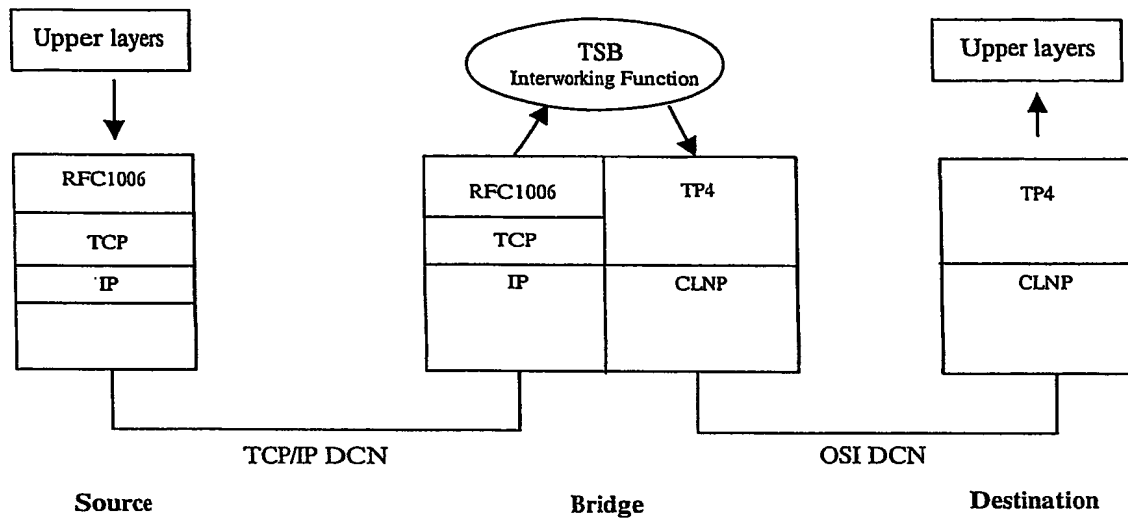 Upper layers
TSB
Interworking Function
Upper layers
RFC1006
TCP
IP
RFC1006
TCP
IP
TP4
CLNP
TP4
CLNP
TCP/IP DCN
OSI DCN
Source
Bridge
Destination